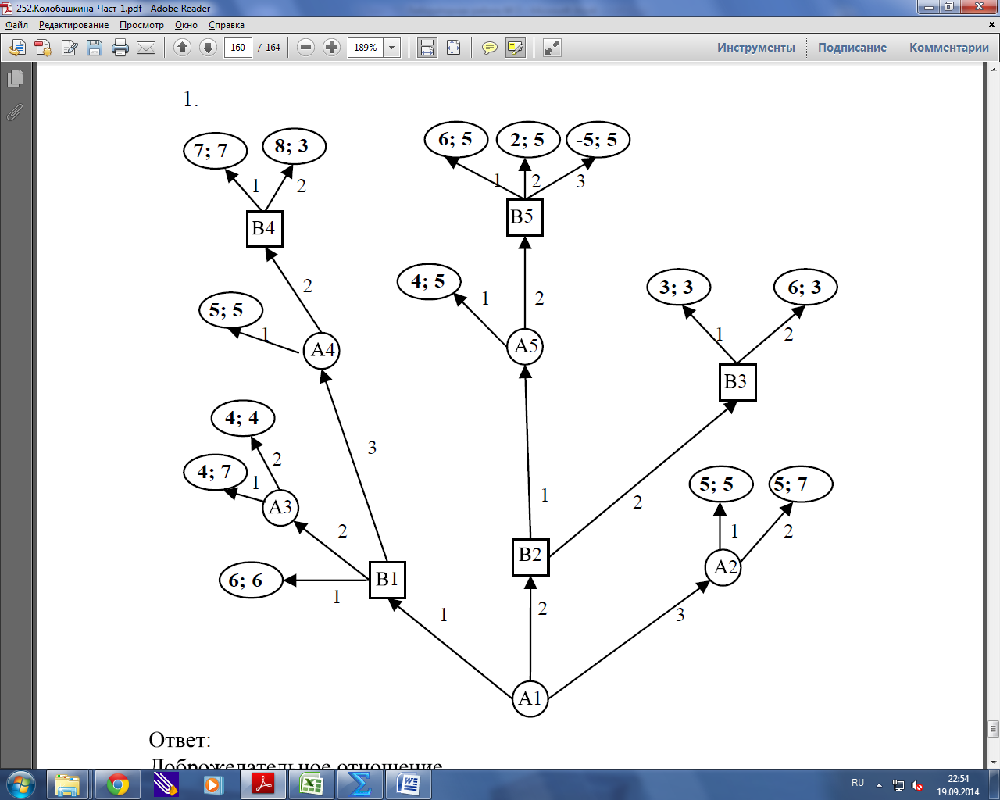 252.Колобашкина-Част-1.pdf - Adobe Reader
Файл Редактирование Просмотр Окно Справка
160 / 164 189% Инструменты Подписание Комментарии
1.
7; 7 8; 3 6; 5 2; 5 -5; 5
1 2 1 2 3
B4 B5
2 4; 5 1 2 3; 3 6; 3
5; 5 1 1 2
A4 A5
B3
4; 4
3
2
4; 7 1 5; 5 5; 7
A3 1 2
2 1 2
B2 A2
6; 6 B1
1 1 2 3
A1
Ответ:
Доброжелательное отношение
RU 22:54
19.09.2014